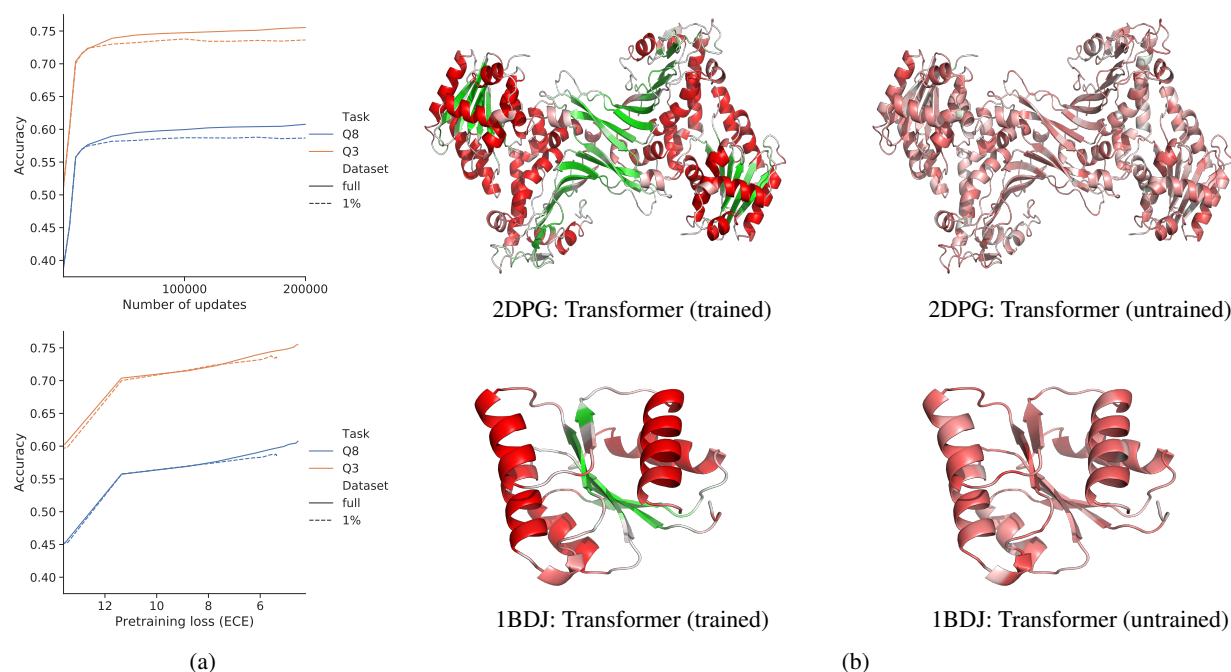 0.75
0.70
0.65
0.60
0.55
0.50
0.45
0.40
Accuracy
100000
200000
Number of updates
Task
Q8
Q3
Dataset
full
1%
2DPG: Transformer (trained)
2DPG: Transformer (untrained)
0.75
0.70
0.65
0.60
0.55
0.50
0.45
0.40
Accuracy
12
10
8
6
Pretraining loss (ECE)
Task
Q8
Q3
Dataset
full
1%
1BDJ: Transformer (trained)
1BDJ: Transformer (untrained)
(a)
(b)